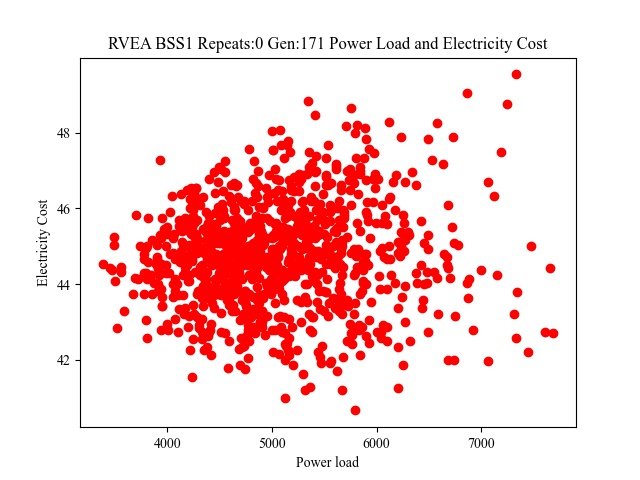 RVEA BSS1 Repeats:0 Gen:171 Power Load and Electricity Cost
48
46
44
42
Electricity Cost
4000 5000 6000 7000
Power load